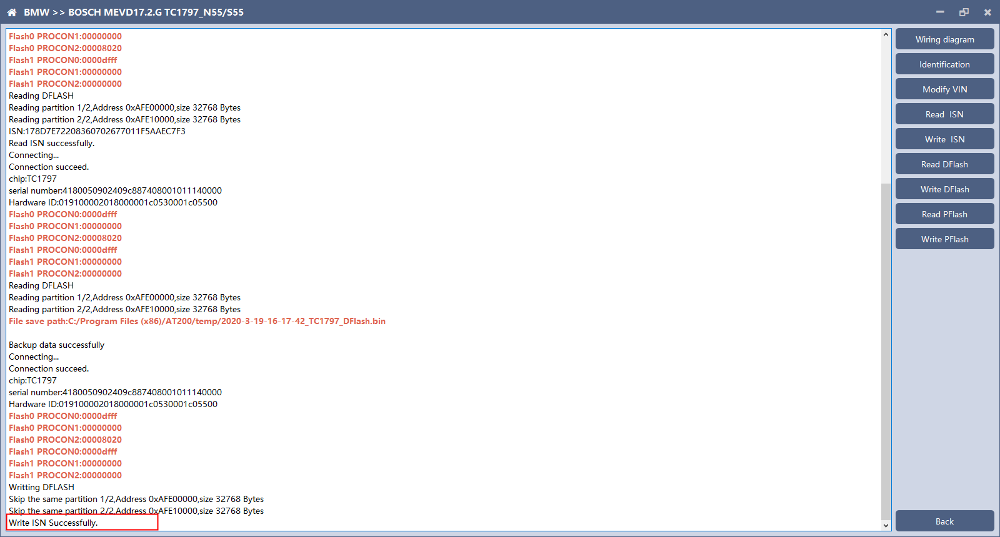 BMW >> BOSCH MEVD17.2.G TC1797_N55/S55
Flash0 PROCON1:00000000
Flash0 PROCON2:00008020
Flash1 PROCON0:0000dfff
Flash1 PROCON1:00000000
Flash1 PROCON2:00000000
Reading DFLASH
Reading partition 1/2,Address 0xAFE00000,size 32768 Bytes
Reading partition 2/2,Address 0xAFE10000,size 32768 Bytes
ISN:178D7E72208360702677011F5AAEC7F3
Read ISN successfully.
Connecting...
Connection succeed.
chip:TC1797
serial number:4180050902409c887408001011140000
Hardware ID:019100002018000001c0530001c05500
Flash0 PROCON0:0000dfff
Flash0 PROCON1:00000000
Flash0 PROCON2:00008020
Flash1 PROCON0:0000dfff
Flash1 PROCON1:00000000
Flash1 PROCON2:00000000
Reading DFLASH
Reading partition 1/2,Address 0xAFE00000,size 32768 Bytes
Reading partition 2/2,Address 0xAFE10000,size 32768 Bytes
File save path:C:/Program Files (x86)/AT200/temp/2020-3-19-16-17-42_TC1797_DFlash.bin
Backup data successfully
Connecting...
Connection succeed.
chip:TC1797
serial number:4180050902409c887408001011140000
Hardware ID:019100002018000001c0530001c05500
Flash0 PROCON0:0000dfff
Flash0 PROCON1:00000000
Flash0 PROCON2:00008020
Flash1 PROCON0:0000dfff
Flash1 PROCON1:00000000
Flash1 PROCON2:00000000
Writting DFLASH
Skip the same partition 1/2,Address 0xAFE00000,size 32768 Bytes
Skip the same partition 2/2,Address 0xAFE10000,size 32768 Bytes
Write ISN Successfully.
Wiring diagram
Identification
Modify VIN
Read ISN
Write ISN
Read DFlash
Write DFlash
Read PFlash
Write PFlash
Back